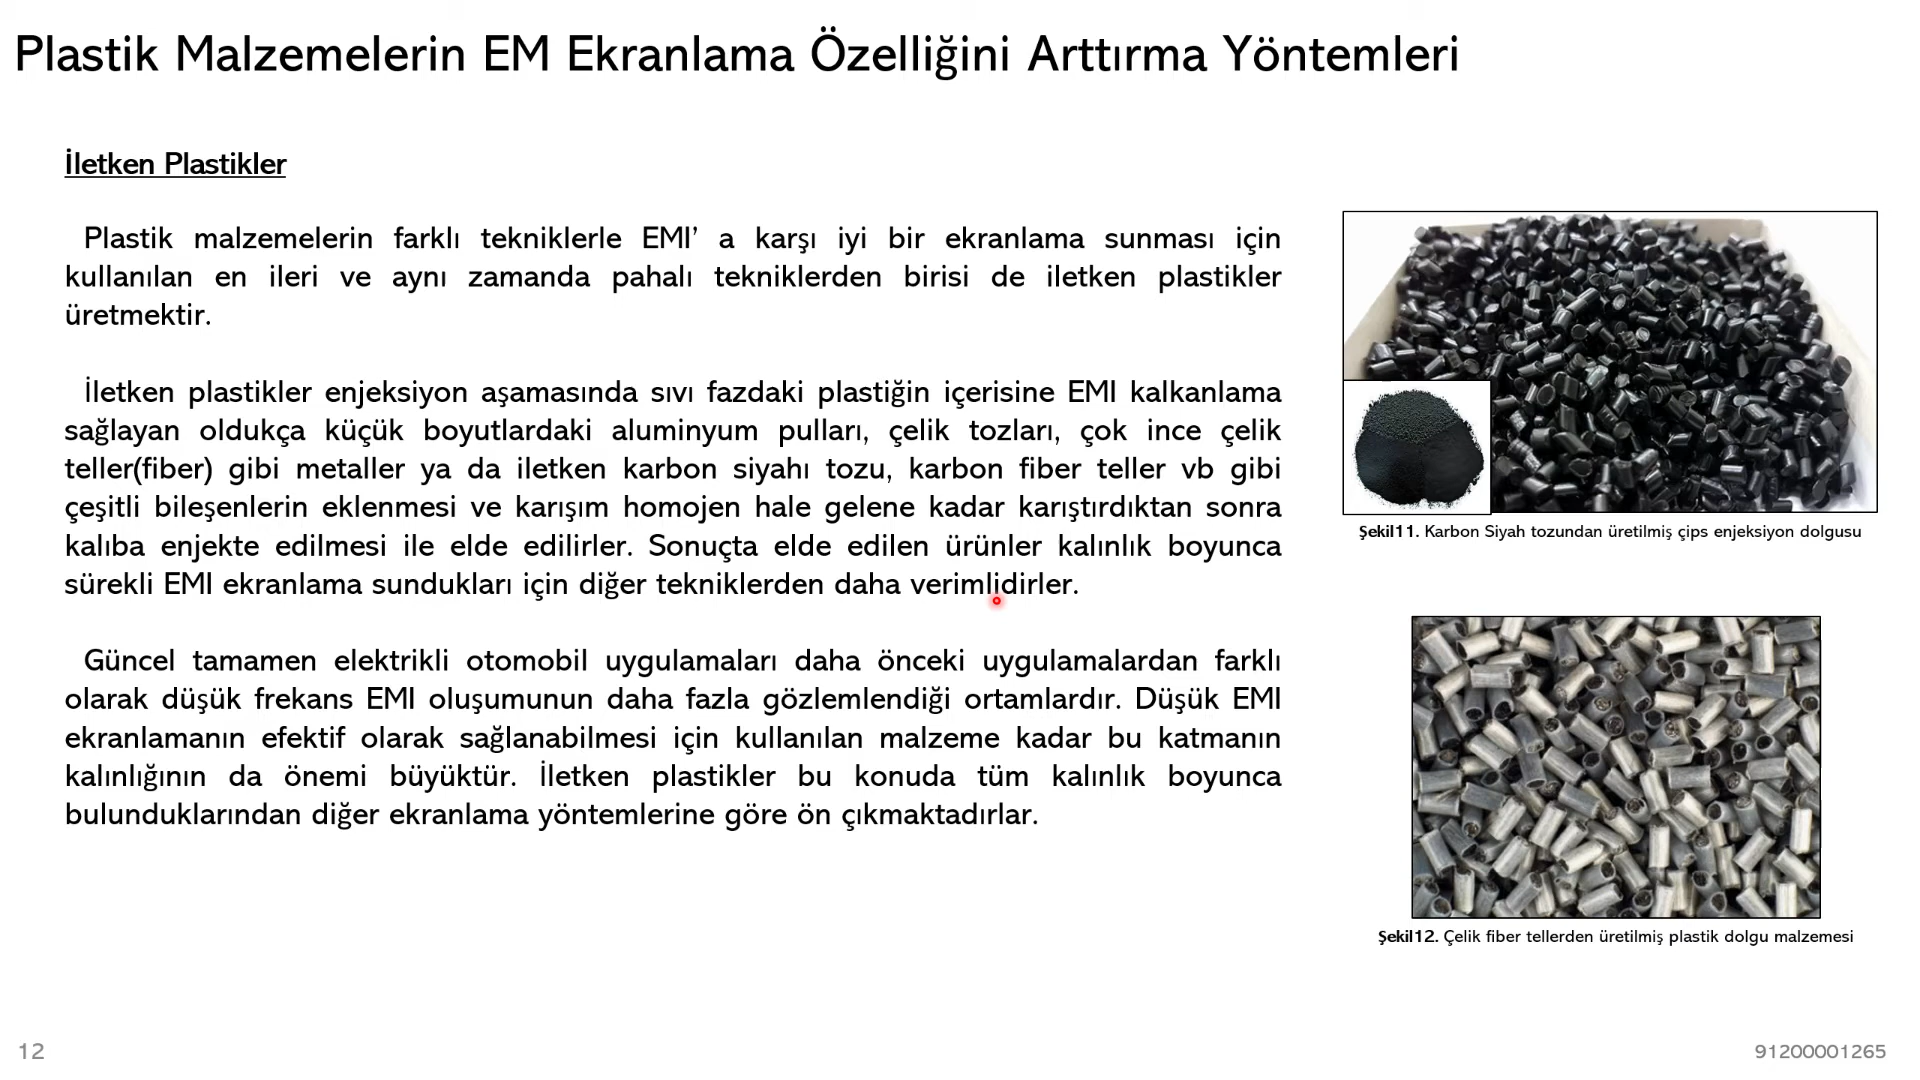 Plastik Malzemelerin EM Ekranlama Özelliğini Arttırma Yöntemleri
İletken Plastikler
Plastik malzemelerin farklı tekniklerle EMI’ a karşı iyi bir ekranlama sunması için
kullanılan en ileri ve aynı zamanda pahalı tekniklerden birisi de iletken plastikler
üretmektir.
İletken plastikler enjeksiyon aşamasında sıvı fazdaki plastiğin içerisine EMI kalkanlama
sağlayan oldukça küçük boyutlardaki aluminyum pulları, çelik tozları, çok ince çelik
teller(fiber) gibi metaller ya da iletken karbon siyahı tozu, karbon fiber teller vb gibi
çeşitli bileşenlerin eklenmesi ve karışım homojen hale gelene kadar karıştırdıktan sonra
kalıba enjekte edilmesi ile elde edilirler. Sonuçta elde edilen ürünler kalınlık boyunca
sürekli EMI ekranlama sundukları için diğer tekniklerden daha verimlidirler.
Güncel tamamen elektrikli otomobil uygulamaları daha önceki uygulamalardan farklı
olarak düşük frekans EMI oluşumunun daha fazla gözlemlendiği ortamlardır. Düşük EMI
ekranlamanın efektif olarak sağlanabilmesi için kullanılan malzeme kadar bu katmanın
kalınlığının da önemi büyüktür. İletken plastikler bu konuda tüm kalınlık boyunca
bulunduklarından diğer ekranlama yöntemlerine göre ön çıkmaktadırlar.
Şekil11. Karbon Siyah tozundan üretilmiş çips enjeksiyon dolgusu
Şekil12. Çelik fiber tellerden üretilmiş plastik dolgu malzemesi
12
91200001265